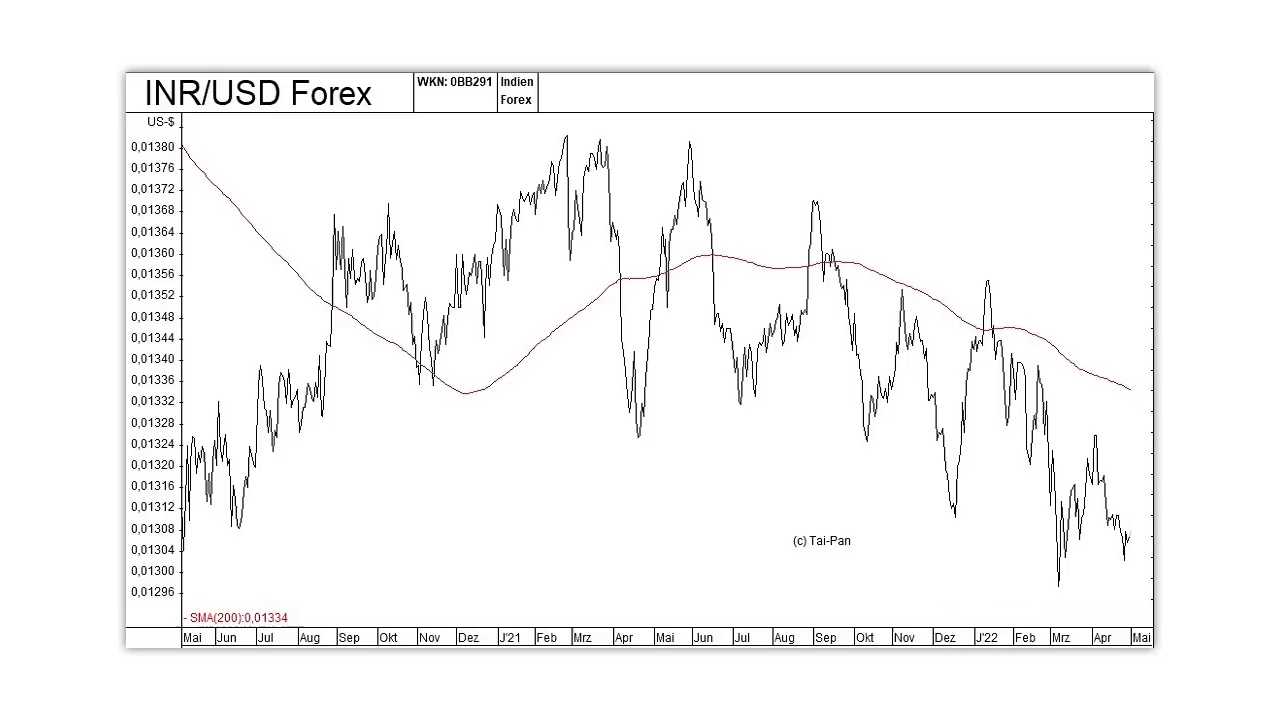 INR/USD Forex
WKN: 0BB291
Indien
Forex
US-$
0,01380
0,01376
0,01372
0,01368
0,01364
0,01360
0,01356
0,01352
0,01348
0,01344
0,01340
0,01336
0,01332
0,01328
0,01324
0,01320
0,01316
0,01312
0,01308
0,01304
0,01300
0,01296
(c) Tai-Pan
- SMA(200):0,01334
Mai Jun Jul Aug Sep Okt Nov Dez J'21 Feb Mrz Apr Mai Jun Jul Aug Sep Okt Nov Dez J'22 Feb Mrz Apr Mai